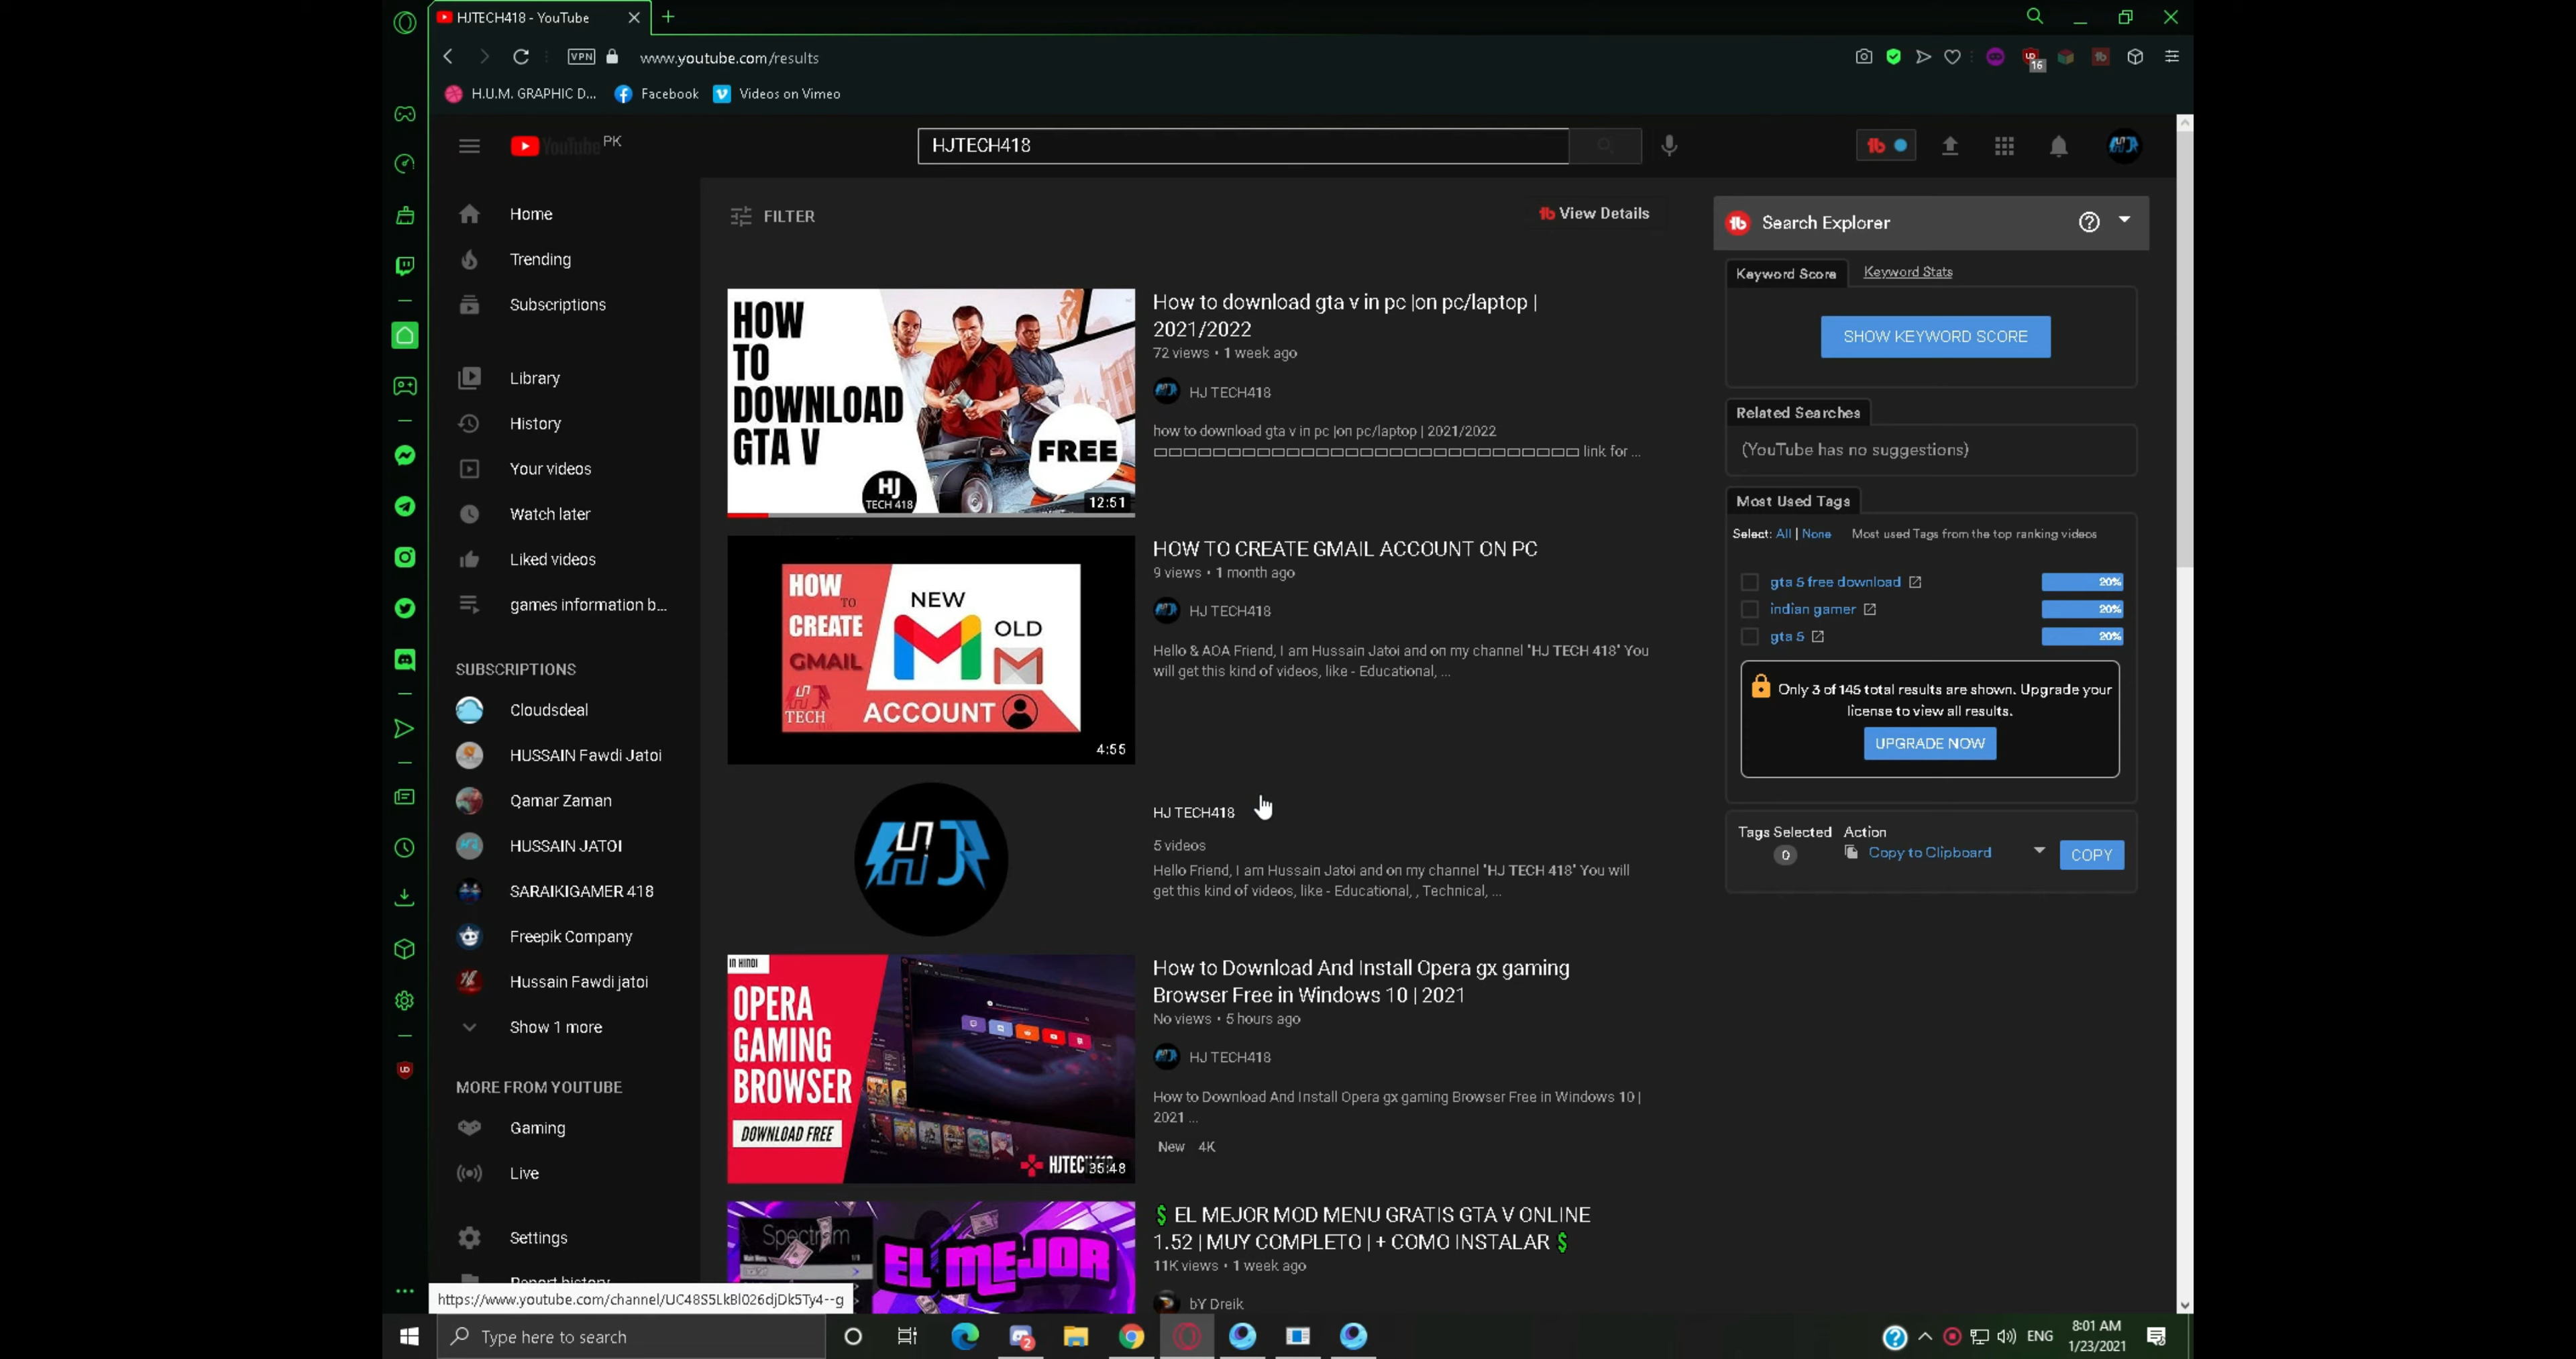 HJTECH418 - YouTube
VPN
www.youtube.com/results
16
H.U.M. GRAPHIC D...
Facebook
Videos on Vimeo
YouTube PK
HJTECH418
Home
Trending
Subscriptions
Library
History
Your videos
Watch later
Liked videos
games information b...
SUBSCRIPTIONS
Cloudsdeal
HUSSAIN Fawdi Jatoi
Qamar Zaman
HUSSAIN JATOI
SARAIKIGAMER 418
Freepik Company
Hussain Fawdi jatoi
Show 1 more
MORE FROM YOUTUBE
Gaming
Live
Settings
Report history
https://www.youtube.com/channel/UC48S5LkBl026djDk5Ty4--g
FILTER
View Details
HOW
TO
DOWNLOAD
GTA V
FREE
HJ
TECH 418
12:51
How to download gta v in pc |on pc/laptop |
2021/2022
72 views • 1 week ago
HJ TECH418
how to download gta v in pc |on pc/laptop | 2021/2022
link for ...
HOW
TO
CREATE
GMAIL
NEW
OLD
TECH
ACCOUNT
4:55
HOW TO CREATE GMAIL ACCOUNT ON PC
9 views • 1 month ago
HJ TECH418
Hello & AOA Friend, I am Hussain Jatoi and on my channel "HJ TECH 418" You
will get this kind of videos, like - Educational, ...
HJ
HJ TECH418
5 videos
Hello Friend, I am Hussain Jatoi and on my channel "HJ TECH 418" You will
get this kind of videos, like - Educational, , Technical, ...
IN HINDI
OPERA
GAMING
BROWSER
DOWNLOAD FREE
35:48
How to Download And Install Opera gx gaming
Browser Free in Windows 10 | 2021
No views • 5 hours ago
HJ TECH418
How to Download And Install Opera gx gaming Browser Free in Windows 10 |
2021 ...
New 4K
Spectrum
EL MEJOR
$ EL MEJOR MOD MENU GRATIS GTA V ONLINE
1.52 | MUY COMPLETO | + COMO INSTALAR $
11K views • 1 week ago
bY Dreik
Search Explorer
Keyword Score
Keyword Stats
SHOW KEYWORD SCORE
Related Searches
(YouTube has no suggestions)
Most Used Tags
Select: All | None Most used Tags from the top ranking videos
gta 5 free download 20%
indian gamer 20%
gta 5 20%
Only 3 of 145 total results are shown. Upgrade your
license to view all results.
UPGRADE NOW
Tags Selected
0
Action
Copy to Clipboard
COPY
Type here to search
2
ENG
8:01 AM
1/23/2021